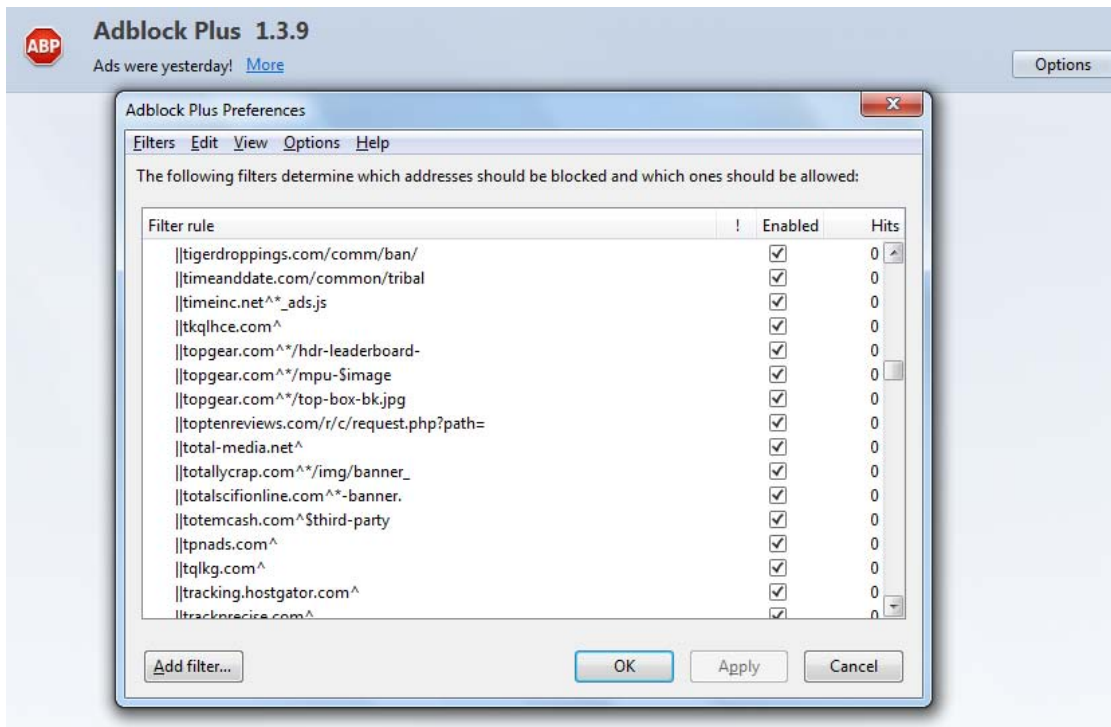 ABP
Adblock Plus 1.3.9
Ads were yesterday! More
Options
Adblock Plus Preferences
Filters Edit View Options Help
The following filters determine which addresses should be blocked and which ones should be allowed:
Filter rule ! Enabled Hits
||tigerdroppings.com/comm/ban/ 0
||timeanddate.com/common/tribal 0
||timeinc.net^*_ads.js 0
||tkqlhce.com^ 0
||topgear.com^*/hdr-leaderboard- 0
||topgear.com^*/mpu-$image 0
||topgear.com^*/top-box-bk.jpg 0
||toptenreviews.com/r/c/request.php?path= 0
||total-media.net^ 0
||totallycrap.com^*/img/banner_ 0
||totalscifionline.com^*-banner. 0
||totemcash.com^$third-party 0
||tpnads.com^ 0
||tqlkg.com^ 0
||tracking.hostgator.com^ 0
||trackprecise.com^ 0
Add filter... OK Apply Cancel